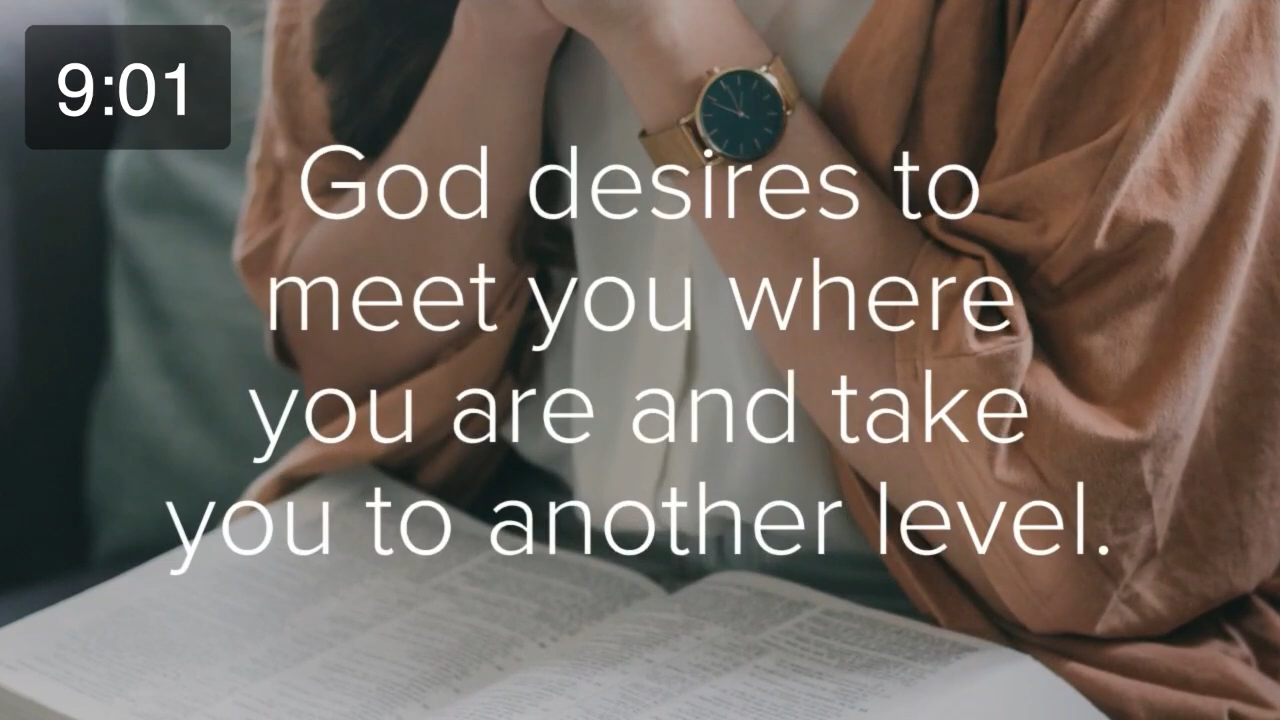 9:01
God desires to
meet you where
you are and take
you to another level.